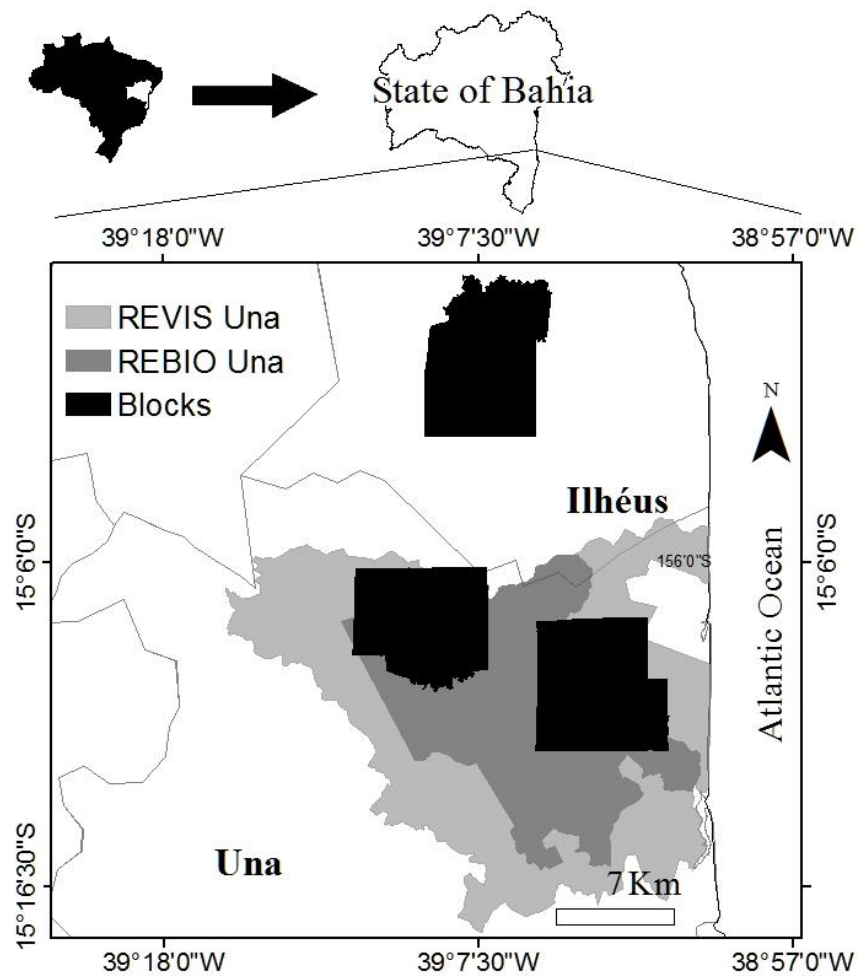 State of Bahia
39°18'0"W
39°7'30"W
38°57'0"W
REVIS Una
REBIO Una
Blocks
N
Ilhéus
15°6'0"S
156'0"S
15°6'0"S
Atlantic Ocean
Una
7 Km
15°16'30"S
39°18'0"W
39°7'30"W
38°57'0"W